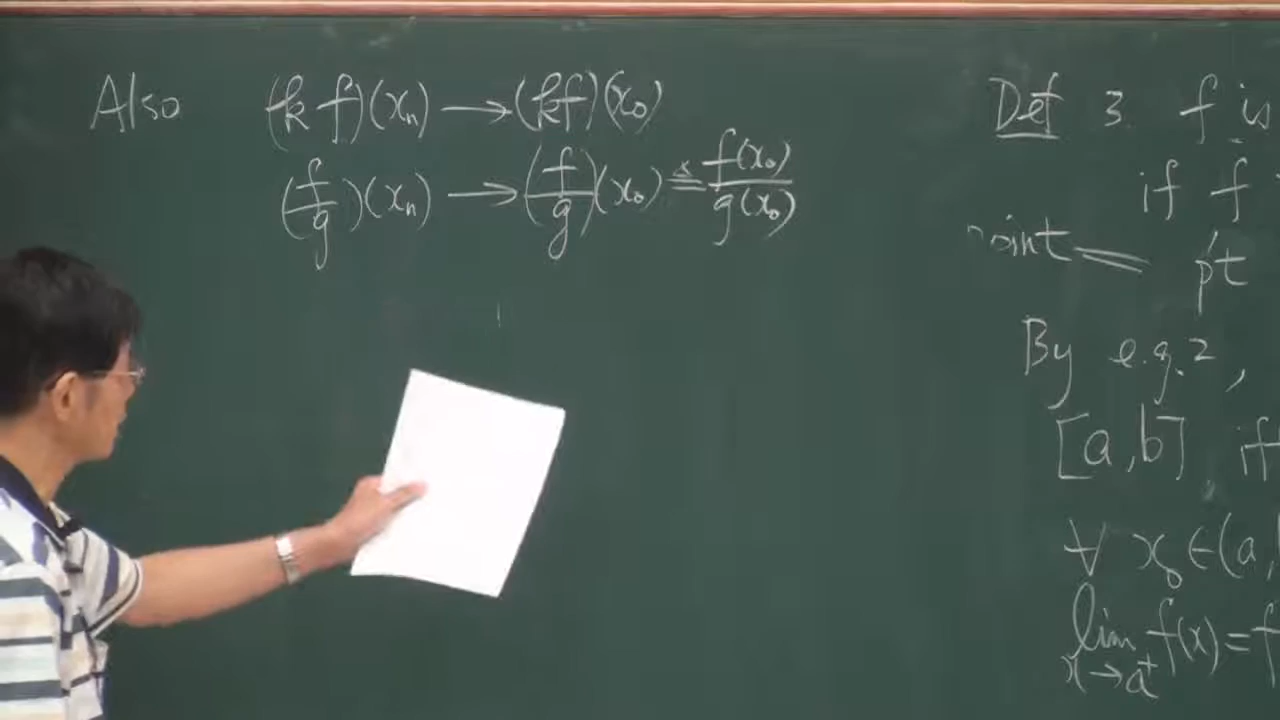 Also (kf)(xₙ) → (kf)(x₀)
(f/g)(xₙ) → (f/g)(x₀) ≜ f(x₀)/g(x₀)
Def 3. f is
if f
point = pt
By e.g.2,
[a,b] if
∀ x₀ ∈ (a,
lim x→a⁺ f(x) = f